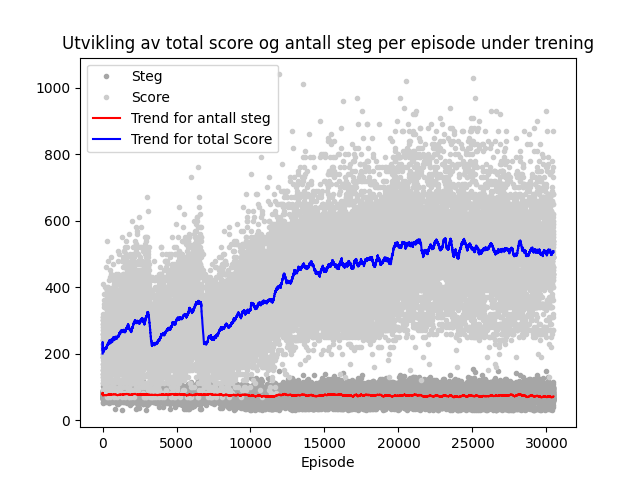 Utvikling av total score og antall steg per episode under trening
Steg
Score
Trend for antall steg
Trend for total Score
1000
800
600
400
200
0
0 5000 10000 15000 20000 25000 30000
Episode